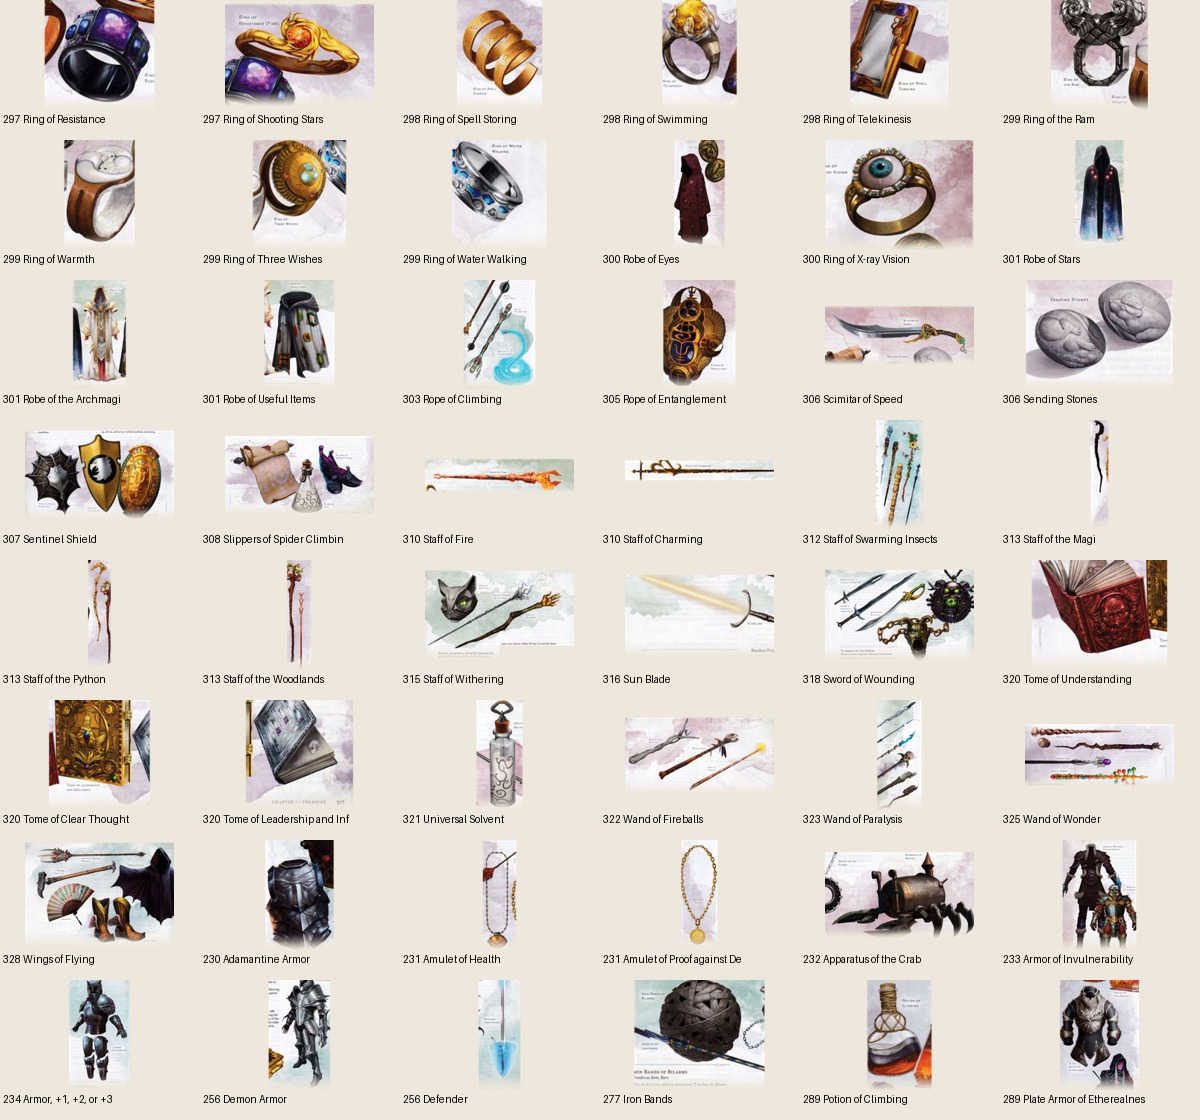 RING OF
RESISTANCE (FIRE)
297 Ring of Resistance
297 Ring of Shooting Stars
298 Ring of Spell Storing
298 Ring of Swimming
298 Ring of Telekinesis
299 Ring of the Ram
299 Ring of Warmth
299 Ring of Three Wishes
299 Ring of Water Walking
300 Robe of Eyes
300 Ring of X-ray Vision
301 Robe of Stars
SENDING STONES
301 Robe of the Archmagi
301 Robe of Useful Items
303 Rope of Climbing
305 Rope of Entanglement
306 Scimitar of Speed
306 Sending Stones
307 Sentinel Shield
308 Slippers of Spider Climbin
310 Staff of Fire
310 Staff of Charming
312 Staff of Swarming Insects
313 Staff of the Magi
313 Staff of the Python
313 Staff of the Woodlands
315 Staff of Withering
316 Sun Blade
318 Sword of Wounding
320 Tome of Understanding
320 Tome of Clear Thought
320 Tome of Leadership and Inf
321 Universal Solvent
322 Wand of Fireballs
323 Wand of Paralysis
325 Wand of Wonder
328 Wings of Flying
230 Adamantine Armor
231 Amulet of Health
231 Amulet of Proof against De
232 Apparatus of the Crab
233 Armor of Invulnerability
234 Armor, +1, +2, or +3
256 Demon Armor
256 Defender
277 Iron Bands
289 Potion of Climbing
289 Plate Armor of Etherealnes